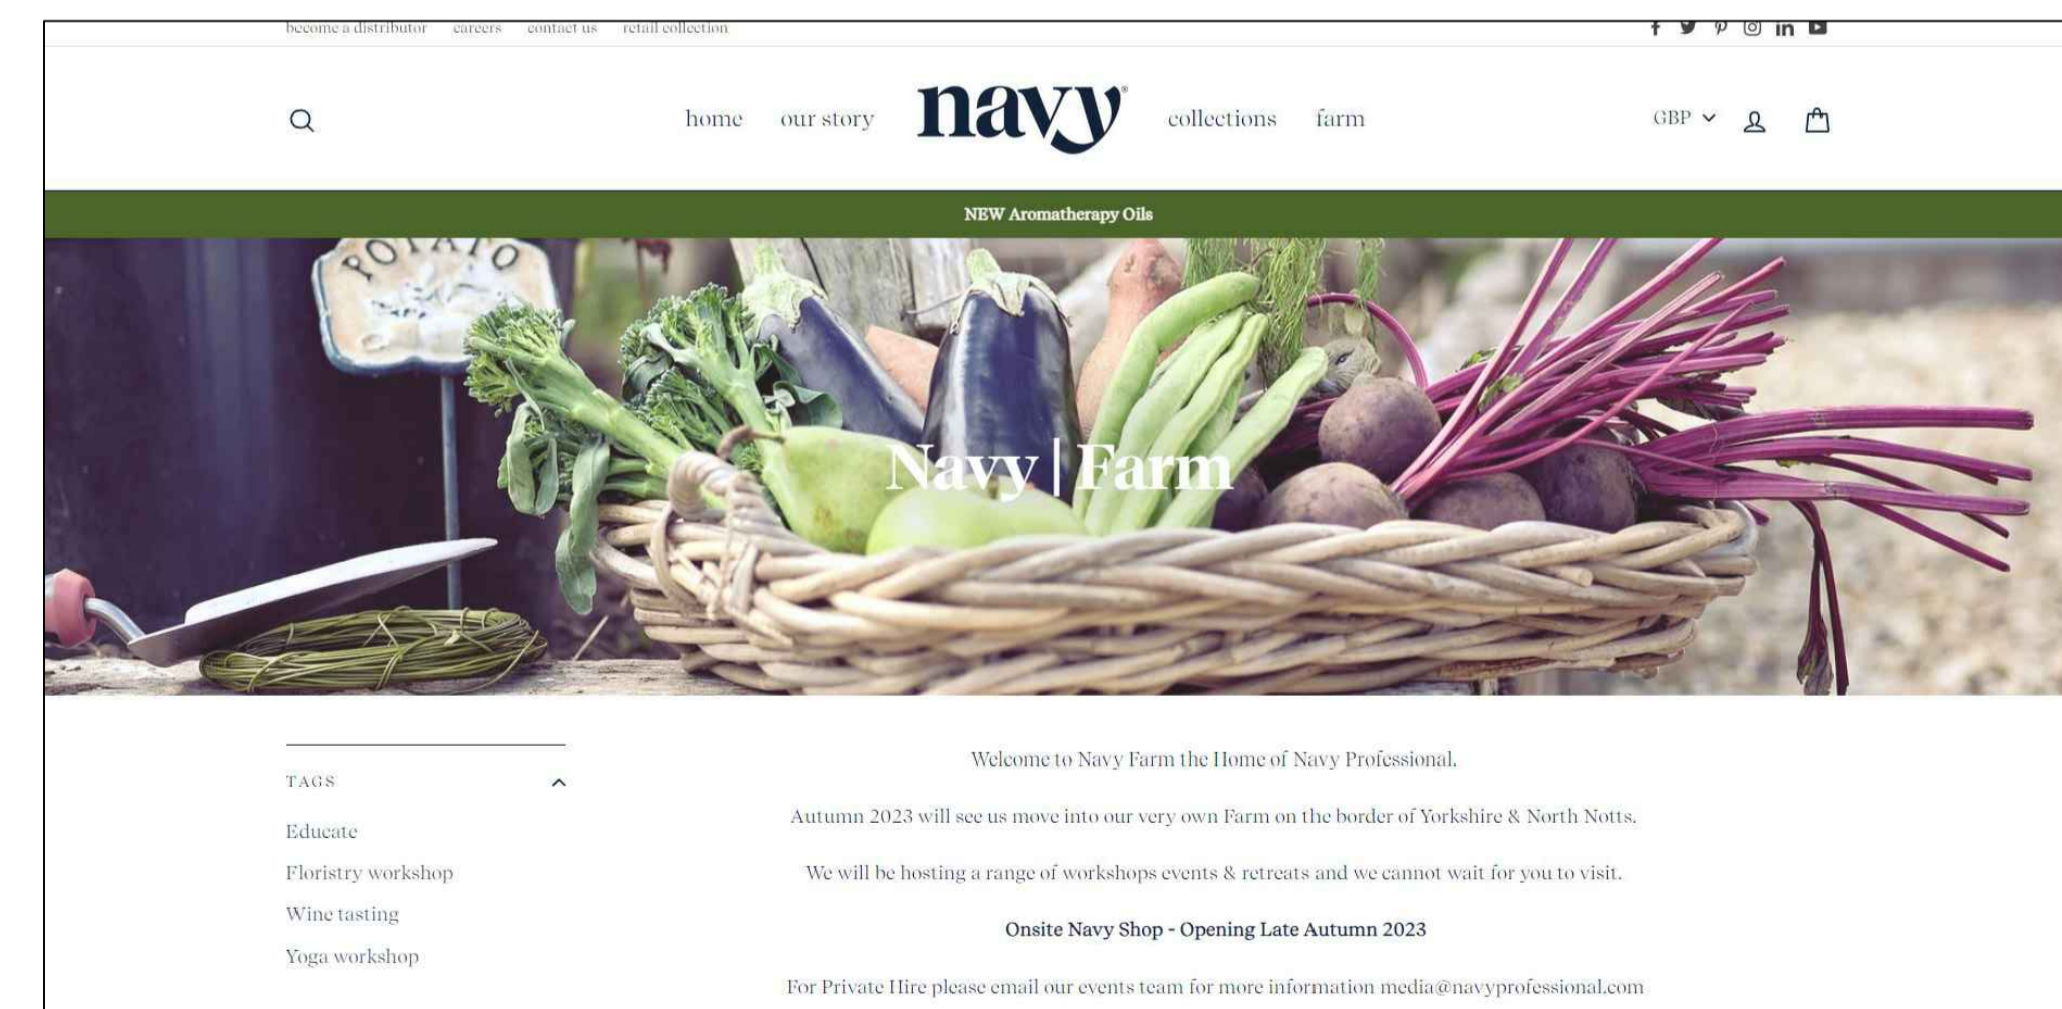 become a distributor careers contact us retail collection
home our story navy® collections farm GBP
NEW Aromatherapy Oils
POTATO
Navy | Farm
TAGS
Educate
Floristry workshop
Wine tasting
Yoga workshop
Welcome to Navy Farm the Home of Navy Professional.
Autumn 2023 will see us move into our very own Farm on the border of Yorkshire & North Notts.
We will be hosting a range of workshops events & retreats and we cannot wait for you to visit.
Onsite Navy Shop - Opening Late Autumn 2023
For Private Hire please email our events team for more information media@navyprofessional.com